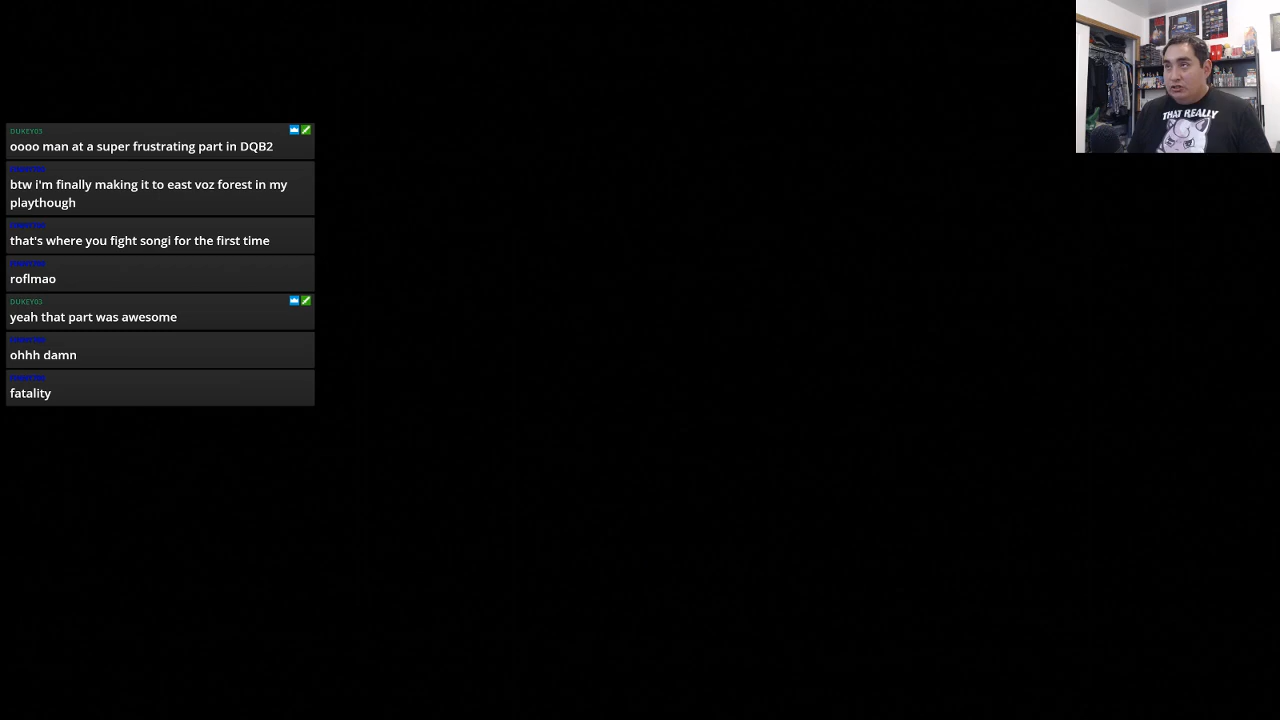 DUKEY03
oooo man at a super frustrating part in DQB2
btw i'm finally making it to east voz forest in my
playthough
that's where you fight songi for the first time
roflmao
DUKEY03
yeah that part was awesome
ohhh damn
fatality
THAT REALLY